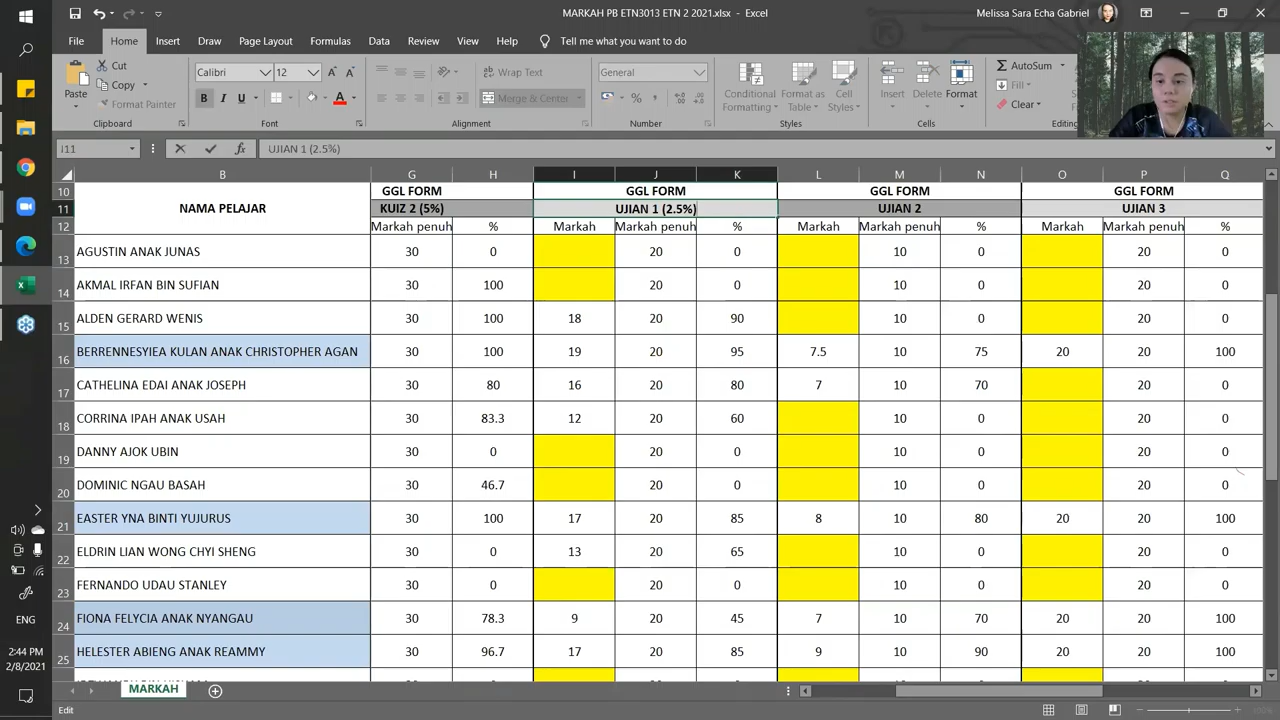 MARKAH PB ETN3013 ETN 2 2021.xlsx - Excel
Melissa Sara Echa Gabriel
File Home Insert Draw Page Layout Formulas Data Review View Help Tell me what you want to do
Paste
Cut
Copy
Format Painter
Clipboard
Calibri 12
B I U
Font
Wrap Text
Merge & Center
Alignment
General
Number
Conditional Formatting
Format as Table
Cell Styles
Styles
Insert Delete Format
Cells
AutoSum
Fill
Clear
Editing
I11 fx UJIAN 1 (2.5%)
B G H I J K L M N O P Q
10 GGL FORM GGL FORM GGL FORM GGL FORM
11 NAMA PELAJAR KUIZ 2 (5%) UJIAN 1 (2.5%) UJIAN 2 UJIAN 3
12 Markah penuh % Markah Markah penuh % Markah Markah penuh % Markah Markah penuh %
13 AGUSTIN ANAK JUNAS 30 0 20 0 10 0 20 0
14 AKMAL IRFAN BIN SUFIAN 30 100 20 0 10 0 20 0
15 ALDEN GERARD WENIS 30 100 18 20 90 10 0 20 0
16 BERRENNESYIEA KULAN ANAK CHRISTOPHER AGAN 30 100 19 20 95 7.5 10 75 20 20 100
17 CATHELINA EDAI ANAK JOSEPH 30 80 16 20 80 7 10 70 20 0
18 CORRINA IPAH ANAK USAH 30 83.3 12 20 60 10 0 20 0
19 DANNY AJOK UBIN 30 0 20 0 10 0 20 0
20 DOMINIC NGAU BASAH 30 46.7 20 0 10 0 20 0
21 EASTER YNA BINTI YUJURUS 30 100 17 20 85 8 10 80 20 20 100
22 ELDRIN LIAN WONG CHYI SHENG 30 0 13 20 65 10 0 20 0
23 FERNANDO UDAU STANLEY 30 0 20 0 10 0 20 0
24 FIONA FELYCIA ANAK NYANGAU 30 78.3 9 20 45 7 10 70 20 20 100
25 HELESTER ABIENG ANAK REAMMY 30 96.7 17 20 85 9 10 90 20 20 100
MARKAH
Edit
ENG
2:44 PM
2/8/2021